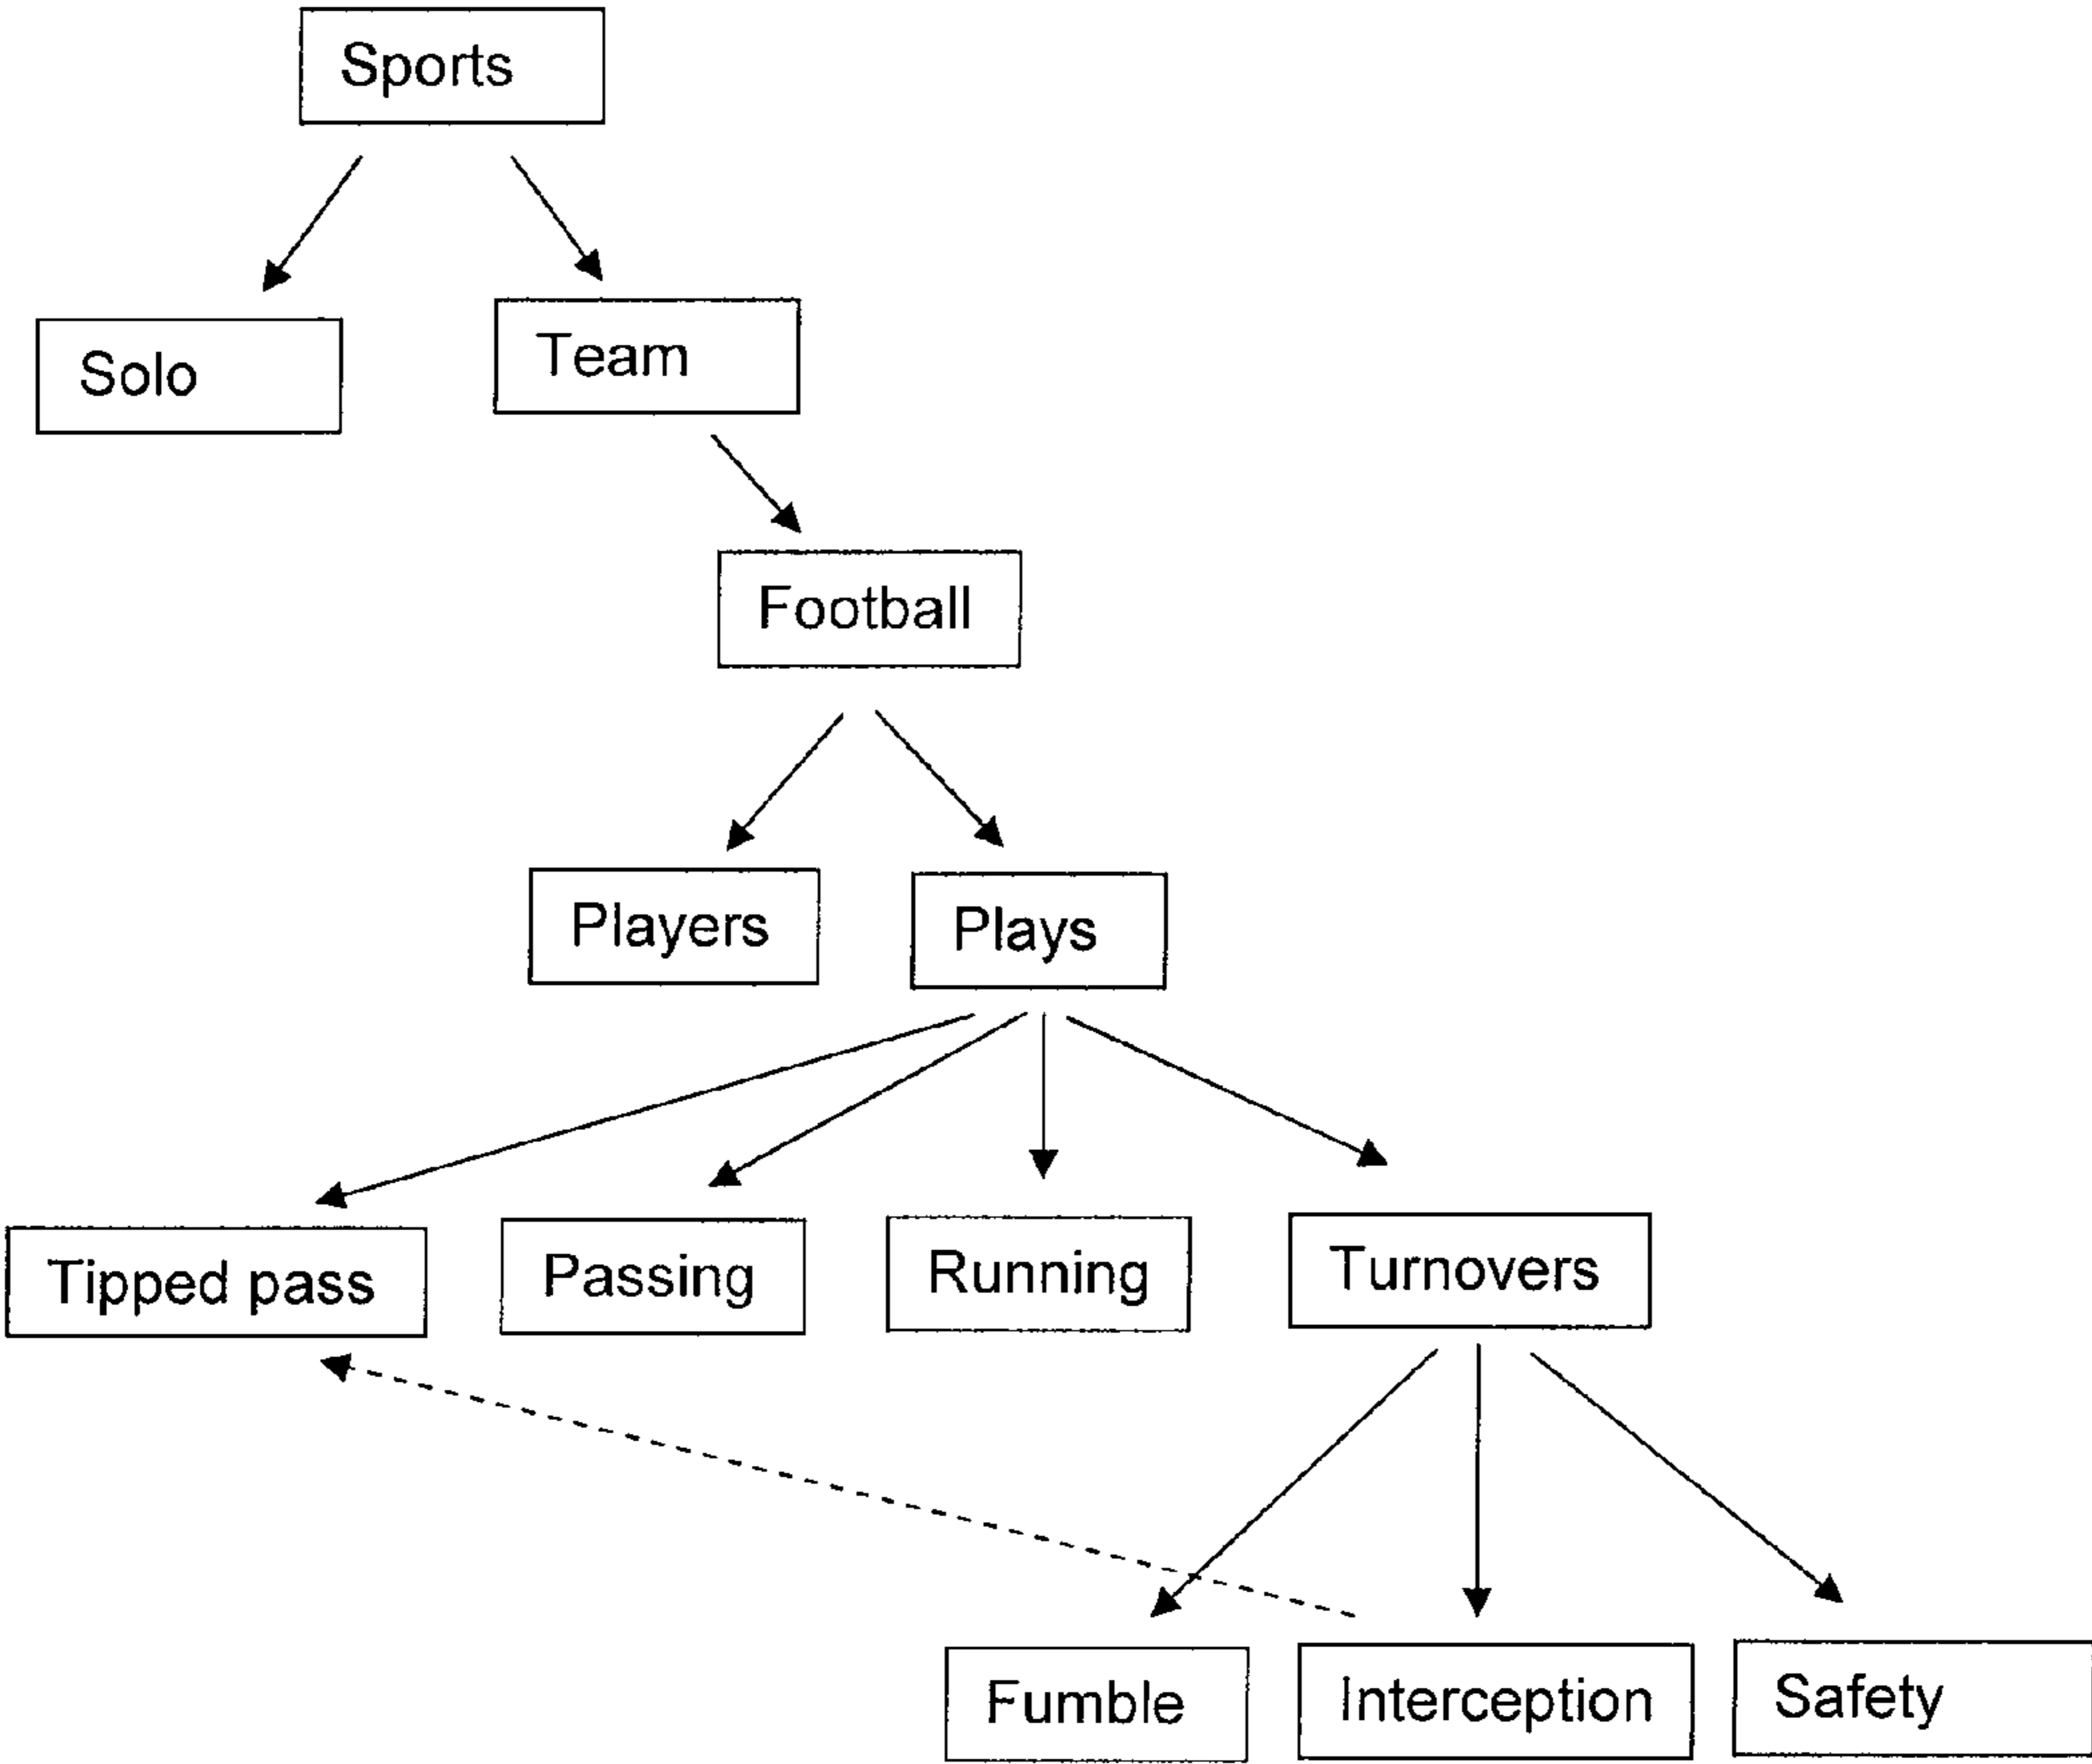 Sports
Solo
Team
Football
Players
Plays
Tipped pass
Passing
Running
Turnovers
Fumble
Interception
Safety